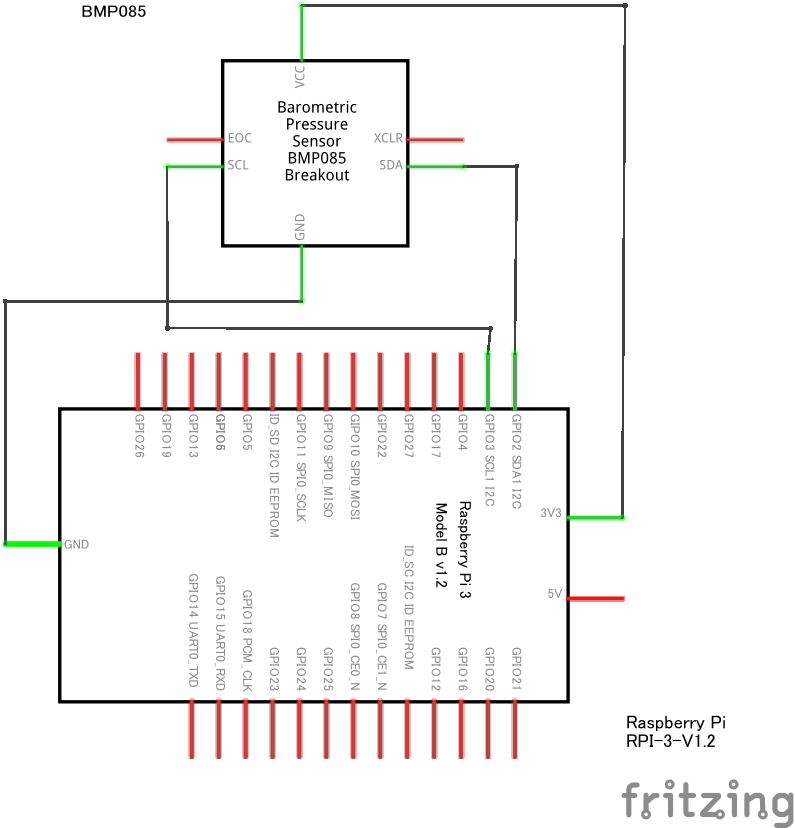 BMP085
VCC
Barometric
Pressure
Sensor
BMP085
Breakout
EOC
XCLR
SCL
SDA
GND
GPIO26
GPIO19
GPIO13
GPIO6
GPIO5
ID_SD I2C ID EEPROM
GPIO11 SPI0_SCLK
GPIO9 SPI0_MISO
GIPO10 SPI0_MOSI
GPIO22
GPIO27
GPIO17
GPIO4
GPIO3 SCL1 I2C
GPIO2 SDA1 I2C
3V3
Raspberry Pi 3
Model B v1.2
GND
5V
GPIO14 UART0_TXD
GPIO15 UART0_RXD
GPIO18 PCM_CLK
GPIO23
GPIO24
GPIO25
GPIO8 SPI0_CE0_N
GPIO7 SPI0_CE1_N
ID_SC I2C ID EEPROM
GPIO12
GPIO16
GPIO20
GPIO21
Raspberry Pi
RPI-3-V1.2
fritzing